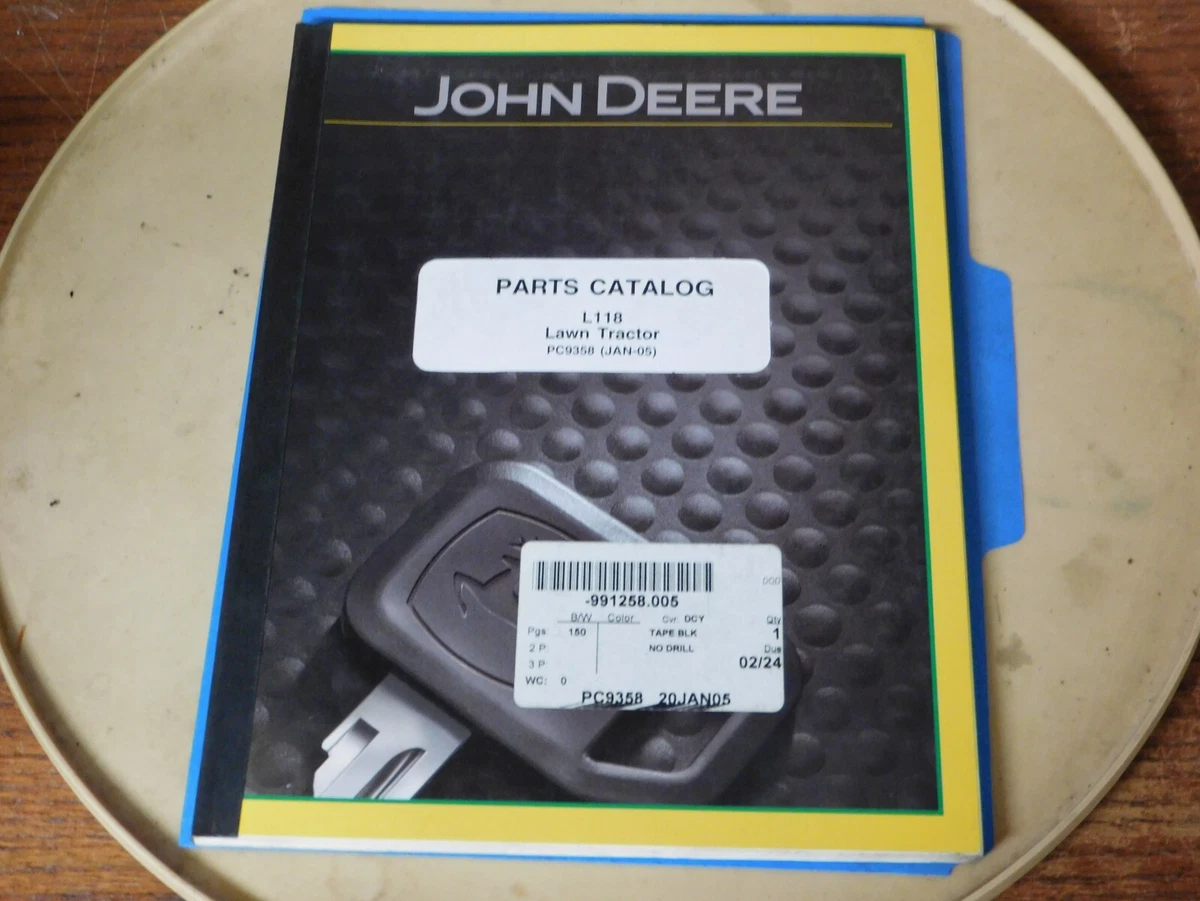 JOHN DEERE
PARTS CATALOG
L118
Lawn Tractor
PC9358 (JAN-05)
DGD
-991258.005
B/W Color Cvr: DCY Qty
Pgs: 150 TAPE BLK 1
2 P: NO DRILL Due
3 P: 02/24
WC: 0
PC9358 20JAN05